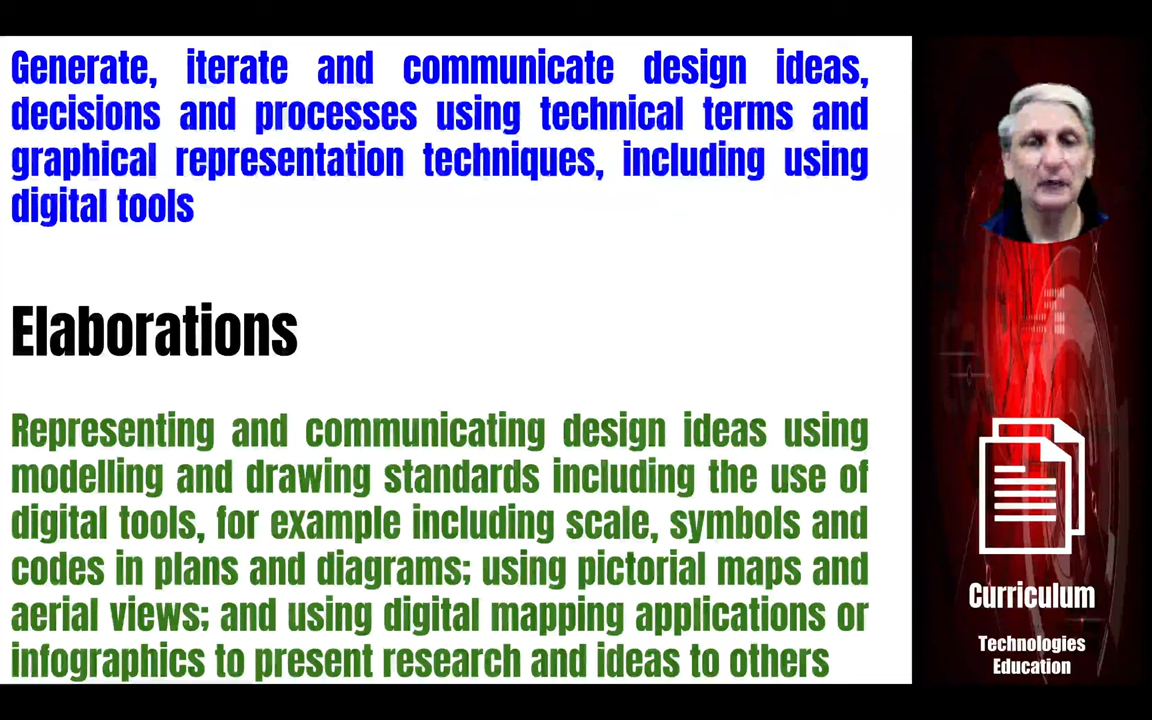 Generate, iterate and communicate design ideas,
decisions and processes using technical terms and
graphical representation techniques, including using
digital tools
Elaborations
Representing and communicating design ideas using
modelling and drawing standards including the use of
digital tools, for example including scale, symbols and
codes in plans and diagrams; using pictorial maps and
aerial views; and using digital mapping applications or
infographics to present research and ideas to others
Curriculum
Technologies
Education